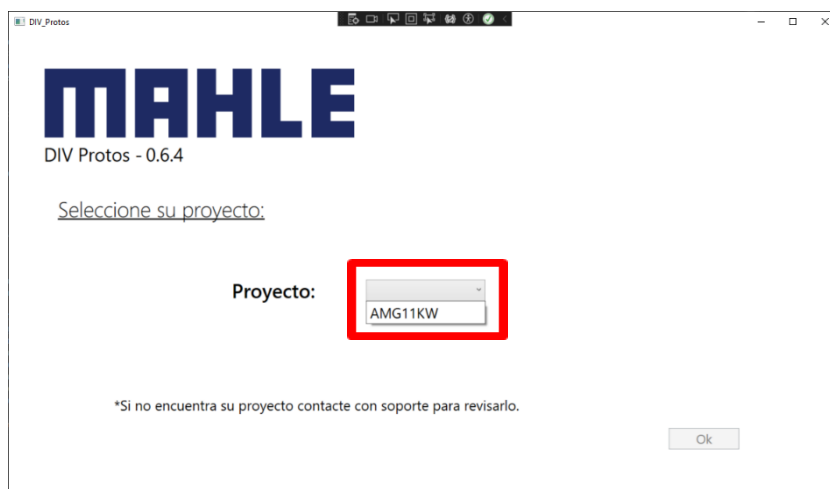 DIV_Protos
MAHLE
DIV Protos - 0.6.4
Seleccione su proyecto:
Proyecto:
AMG11KW
*Si no encuentra su proyecto contacte con soporte para revisarlo.
Ok